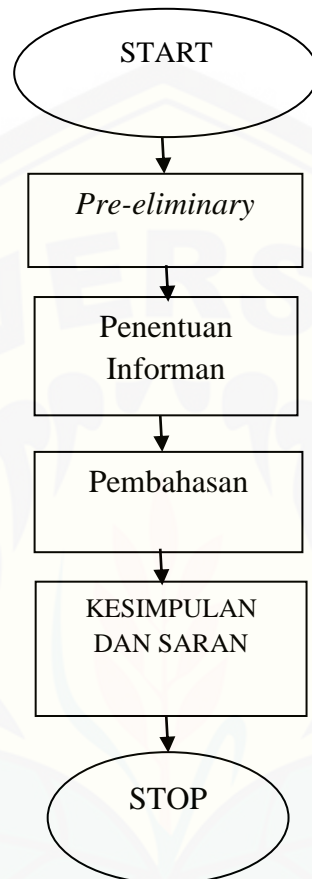 START
Pre-eliminary
Penentuan
Informan
Pembahasan
KESIMPULAN
DAN SARAN
STOP